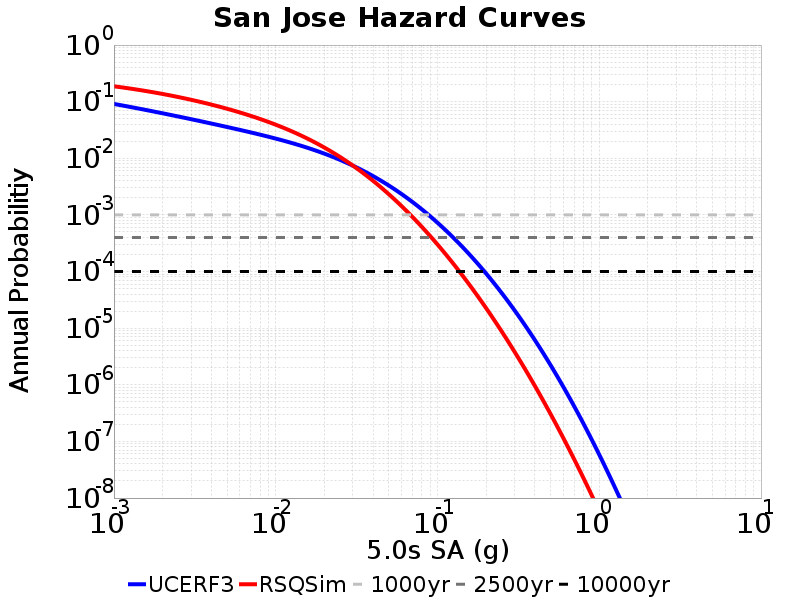 San Jose Hazard Curves
Annual Probabilitiy
10^0
10^-1
10^-2
10^-3
10^-4
10^-5
10^-6
10^-7
10^-8
10^-3 10^-2 10^-1 10^0 10^1
5.0s SA (g)
UCERF3 RSQSim 1000yr 2500yr 10000yr